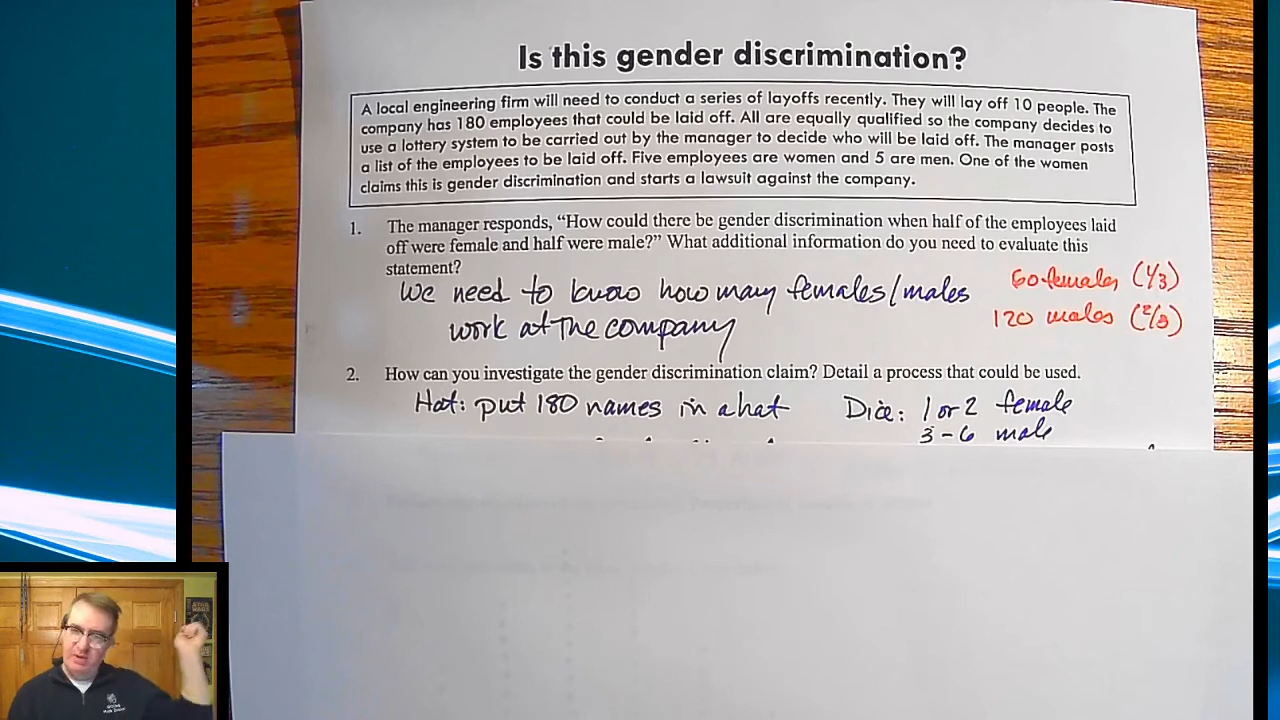 Is this gender discrimination?
A local engineering firm will need to conduct a series of layoffs recently. They will lay off 10 people. The
company has 180 employees that could be laid off. All are equally qualified so the company decides to
use a lottery system to be carried out by the manager to decide who will be laid off. The manager posts
a list of the employees to be laid off. Five employees are women and 5 are men. One of the women
claims this is gender discrimination and starts a lawsuit against the company.
1. The manager responds, “How could there be gender discrimination when half of the employees laid
off were female and half were male?” What additional information do you need to evaluate this
statement?
We need to know how many females/males
work at the company
60 females (1/3)
120 males (2/3)
2. How can you investigate the gender discrimination claim? Detail a process that could be used.
Hat: put 180 names in a hat
Dice: 1 or 2 female
3-6 male
STAR
WARS